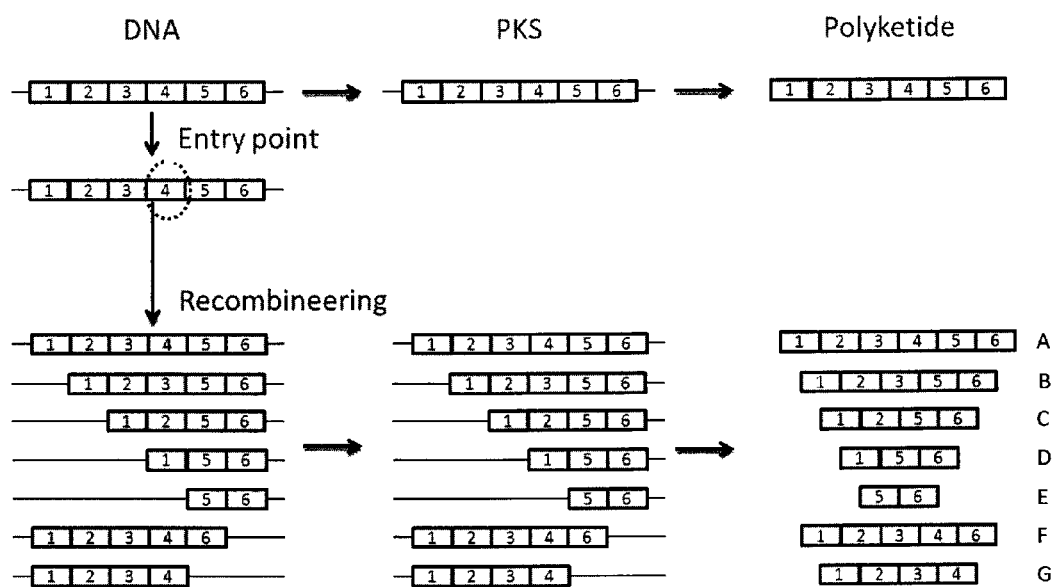 DNA PKS Polyketide
1 2 3 4 5 6 1 2 3 4 5 6 1 2 3 4 5 6
Entry point
1 2 3 4 5 6
Recombineering
1 2 3 4 5 6 1 2 3 4 5 6 1 2 3 4 5 6 A
1 2 3 5 6 1 2 3 5 6 1 2 3 5 6 B
1 2 5 6 1 2 5 6 1 2 5 6 C
1 5 6 1 5 6 1 5 6 D
5 6 5 6 5 6 E
1 2 3 4 6 1 2 3 4 6 1 2 3 4 6 F
1 2 3 4 1 2 3 4 1 2 3 4 G